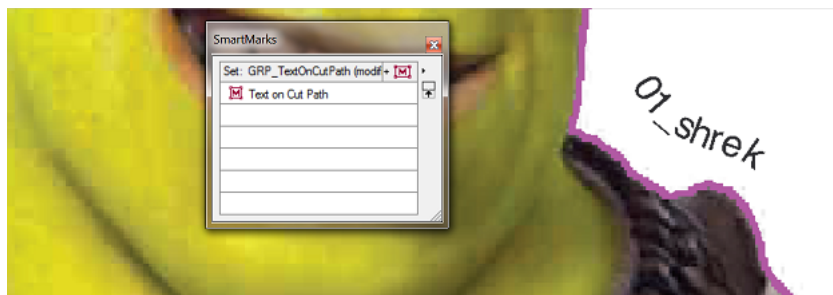 SmartMarks
Set: GRP_TextOnCutPath (modif
Text on Cut Path
01_shrek